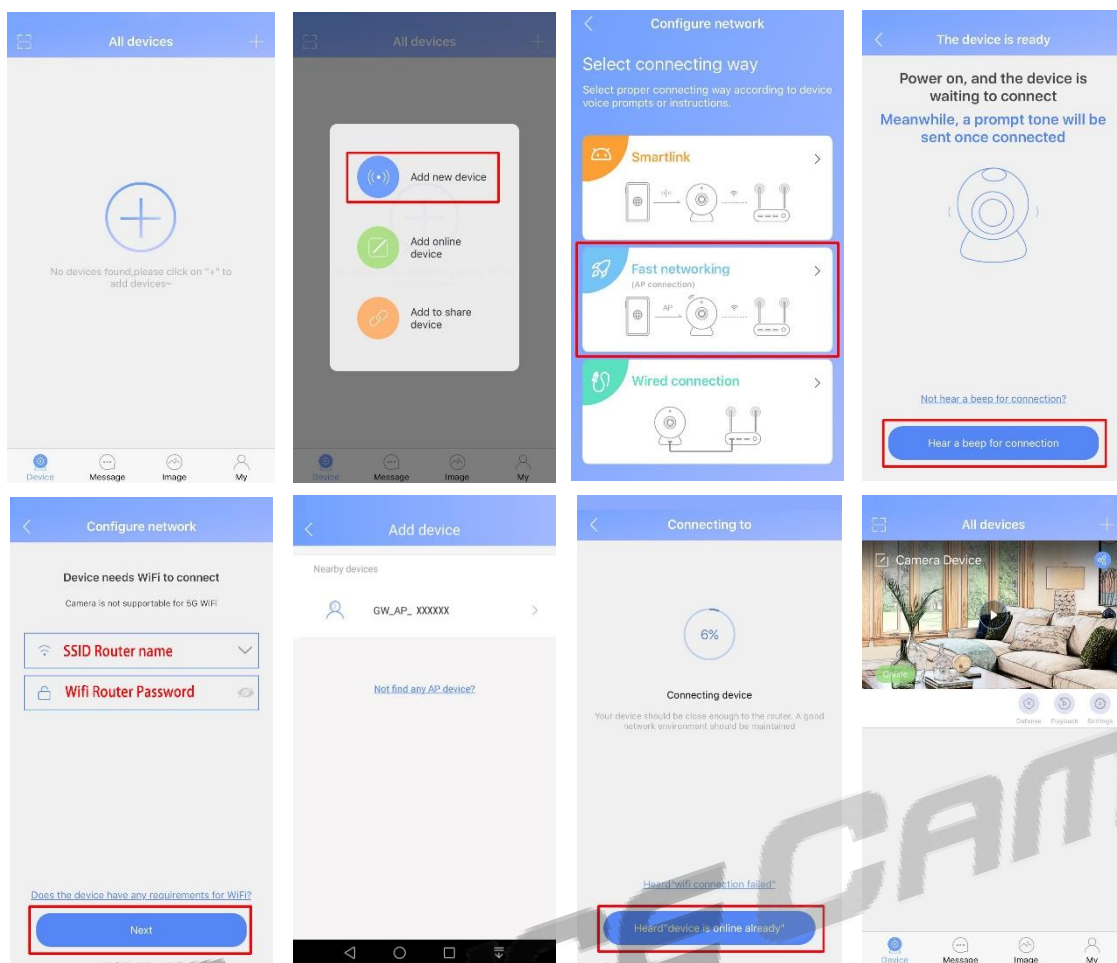 All devices
No devices found,please click on "+" to
add devices~
Device
Message
Image
My
All devices
Add new device
Add online
device
Add to share
device
Device
Message
Image
My
Configure network
Select connecting way
Select proper connecting way according to device
voice prompts or instructions.
Smartlink
Fast networking
(AP connection)
AP
Wired connection
The device is ready
Power on, and the device is
waiting to connect
Meanwhile, a prompt tone will be
sent once connected
Not hear a beep for connection?
Hear a beep for connection
Configure network
Device needs WiFi to connect
Camera is not supportable for 5G WiFi
SSID Router name
Wifi Router Password
Does the device have any requirements for WiFi?
Next
Add device
Nearby devices
GW_AP_ XXXXXX
Not find any AP device?
Connecting to
6%
Connecting device
Your device should be close enough to the router. A good
network environment should be maintained
Heard"wifi connection failed"
Heard"device is online already"
All devices
Camera Device
Online
Defense
Playback
Settings
Device
Message
Image
My